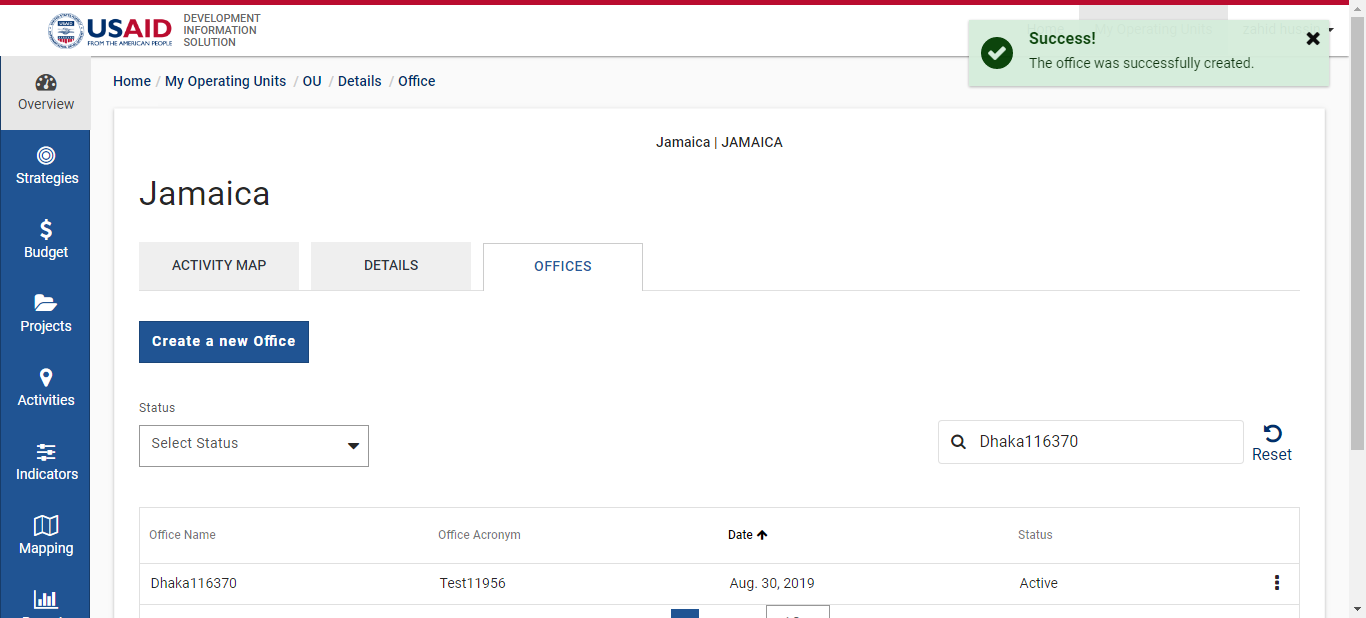 USAID
FROM THE AMERICAN PEOPLE
DEVELOPMENT
INFORMATION
SOLUTION
Success!
The office was successfully created.
Overview
Strategies
Budget
Projects
Activities
Indicators
Mapping
Home / My Operating Units / OU / Details / Office
Jamaica | JAMAICA
Jamaica
ACTIVITY MAP
DETAILS
OFFICES
Create a new Office
Status
Select Status
Dhaka116370
Reset
Office Name Office Acronym Date Status
Dhaka116370 Test11956 Aug. 30, 2019 Active